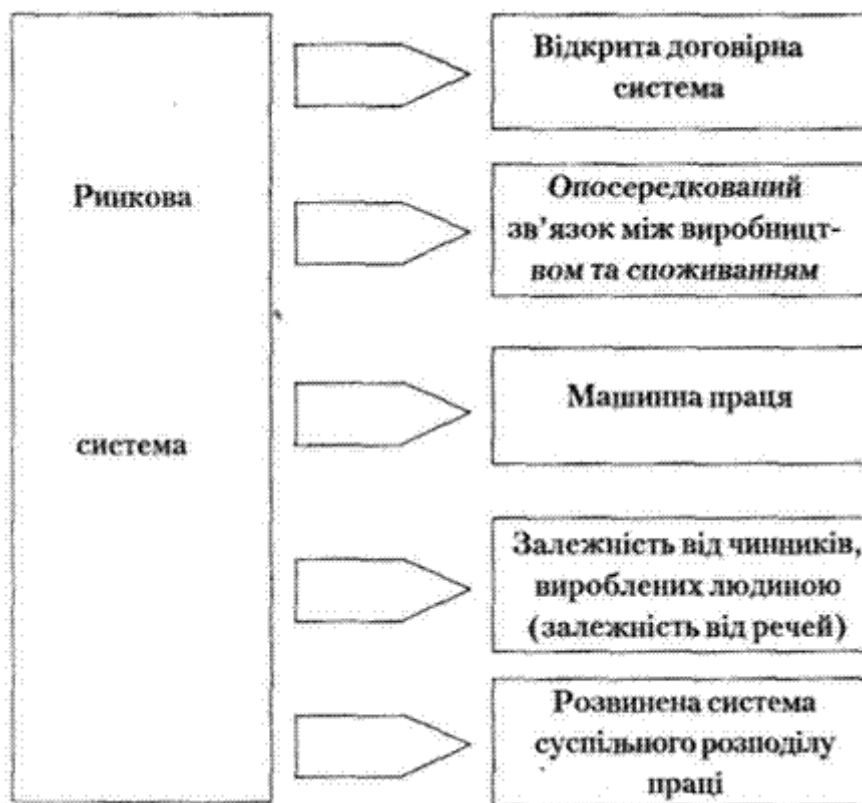 Ринкова
система
Відкрита договірна
система
Опосередкований
зв’язок між виробницт-
вом та споживанням
Машинна праця
Залежність від чинників,
вироблених людиною
(залежність від речей)
Розвинена система
суспільного розподілу
праці